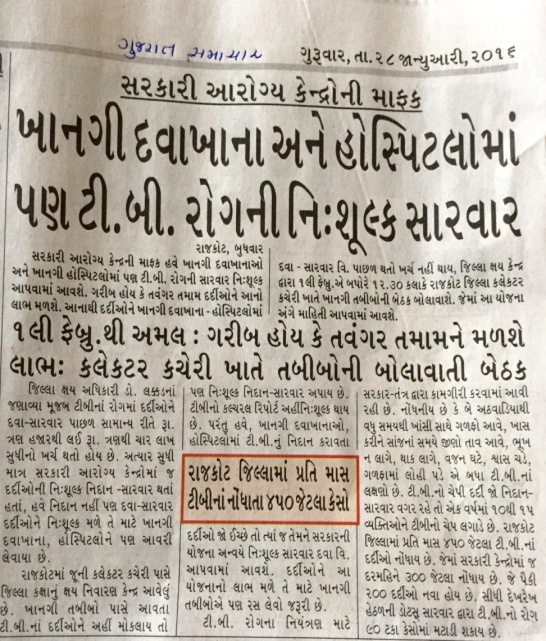 ગુજરાત સમાચાર
ગુરૂવાર, તા.૨૮ જાન્યુઆરી, ૨૦૧૬
સરકારી આરોગ્ય કેન્દ્રોની માફક
ખાનગી દવાખાના અને હોસ્પિટલોમાં
પણ ટી.બી. રોગની નિઃશૂલ્ક સારવાર
રાજકોટ, બુધવાર
સરકારી આરોગ્ય કેન્દ્રની માફક હવે ખાનગી દવાખાનાઓ
અને ખાનગી હોસ્પિટલોમાં પણ ટી.બી. રોગની સારવાર નિઃશુલ્ક
આપવામાં આવશે. ગરીબ હોય કે તવંગર તમામ દર્દીઓને આનો
લાભ મળશે. આનાથી દર્દીઓને ખાનગી દવાખાના - હોસ્પિટલોમાં
દવા - સારવાર વિ. પાછળ થતો ખર્ચ નહીં થાય, જિલ્લા ક્ષય કેન્દ્ર
દ્વારા ૧લી ફેબ્રુ.એ બપોરે ૧૨.૩૦ કલાકે રાજકોટ જિલ્લા કલેક્ટર
કચેરી ખાતે ખાનગી તબીબોની બેઠક બોલાવાશે. જેમાં આ યોજના
અંગે માહિતી આપવામાં આવશે.
૧લી ફેબ્રુ.થી અમલ : ગરીબ હોય કે તવંગર તમામને મળશે
લાભઃ કલેક્ટર કચેરી ખાતે તબીબોની બોલાવાતી બેઠક
જિલ્લા ક્ષય અધિકારી ડો. લક્કડનાં
જણાવ્યા મૂજબ ટીબીનાં રોગમાં દર્દીઓને
દવા-સારવાર પાછળ સામાન્ય રીતે રૂા.
ત્રણ હજારથી લઈ રૂા. ત્રણથી ચાર લાખ
સુધીનો ખર્ચ થતો હોય છે. અત્યાર સુધી
માત્ર સરકારી આરોગ્ય કેન્દ્રોમાં જ
દર્દીઓની નિઃશુલ્ક નિદાન -સારવાર થતાં
હતાં, હવે નિદાન નહીં પણ દવા-સારવાર
દર્દીઓને નિઃશુલ્ક મળે તે માટે ખાનગી
દવાખાના, હોસ્પિટલોને પણ આવરી
લેવાયા છે.
રાજકોટમાં જૂની કલેક્ટર કચેરી પાસે
જિલ્લા કક્ષાનું ક્ષય નિવારણ કેન્દ્ર આવેલું
છે. ખાનગી તબીબો પાસે આવતા
ટી.બી.નાં દર્દીઓને અહીં મોકલાય તો
પણ નિઃશુલ્ક નિદાન-સારવાર અપાય છે.
ટીબીનો કલ્ચરલ રિપોર્ટ અહીં નિઃશુલ્ક થાય
છે. પરંતુ હવે, ખાનગી દવાખાનાઓ,
હોસ્પિટલોમાં ટી.બી.નું નિદાન કરાવતા
રાજકોટ જિલ્લામાં પ્રતિ માસ
ટીબીનાં નોંધાતા ૪૫૦ જેટલા કેસો
દર્દીઓ જો ઈચ્છે તો ત્યાં જ તેમને સરકારની
યોજના અન્વયે નિઃશુલ્ક સારવાર દવા વિ.
આપવામાં આવશે. દર્દીઓને આ
યોજનાનો લાભ મળે તે માટે ખાનગી
તબીબોએ પણ રસ લેવો જરૂરી છે.
ટી.બી. રોગના નિયંત્રણ માટે
સરકાર-તંત્ર દ્વારા કામગીરી કરવામાં આવી
રહી છે. નોંધનીય છે કે બે અઠવાડિયાથી
વધુ સમયથી ખાંસી સાથે ગળફો આવે, ખાસ
કરીને સાંજનાં સમયે જીણો તાવ આવે, ભૂખ
ન લાગે, થાક લાગે, વજન ઘટે, શ્વાસ ચડે,
ગળફામાં લોહી પડે એ બધા ટી.બી.નાં
લક્ષણો છે. ટી.બી.નો ચેપી દર્દી જો નિદાન-
સારવાર વગર રહે તો એક વર્ષમાં ૧૦થી ૧૫
વ્યક્તિઓને ટીબીનો ચેપ લગાડે છે. રાજકોટ
જિલ્લામાં પ્રતિ માસ ૪૫૦ જેટલા ટી.બી.નાં
દર્દીઓ નોંધાય છે. જેમાં સરકારી કેન્દ્રોમાં જ
દરમહિને ૩૦૦ જેટલા નોંધાય છે, જે પૈકી
૨૦૦ દર્દીઓ નવા હોય છે. સીધી દેખરેખ
હેઠળની ડોટસુ સારવાર દ્વારા ટી.બી.નો રોગ
૯૦ ટકા કેસોમાં મટાડી શકાય છે.